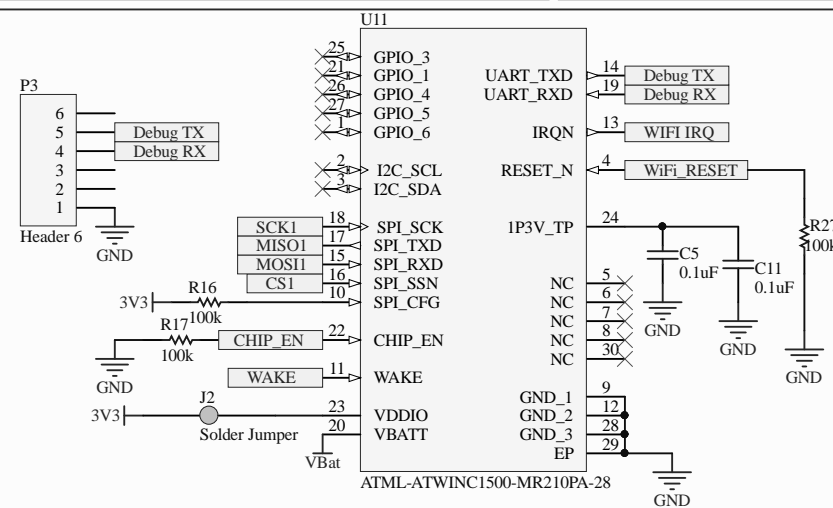 U11
25 GPIO_3
21 GPIO_1
26 GPIO_4
27 GPIO_5
1 GPIO_6
2 I2C_SCL
3 I2C_SDA
SCK1 18 SPI_SCK
MISO1 17 SPI_TXD
MOSI1 15 SPI_RXD
CS1 16 SPI_SSN
3V3 R16 100k 10 SPI_CFG
GND R17 100k CHIP_EN 22 CHIP_EN
WAKE 11 WAKE
3V3 J2 Solder Jumper 23 VDDIO
VBat 20 VBATT
UART_TXD 14 Debug TX
UART_RXD 19 Debug RX
IRQN 13 WIFI IRQ
RESET_N 4 WiFi_RESET
R27
100k
GND
1P3V_TP 24
C5
0.1uF
GND
C11
0.1uF
GND
NC 5
NC 6
NC 7
NC 8
NC 30
GND_1 9
GND_2 12
GND_3 28
EP 29
GND
ATML-ATWINC1500-MR210PA-28
P3
6
5 Debug TX
4 Debug RX
3
2
1
GND
Header 6